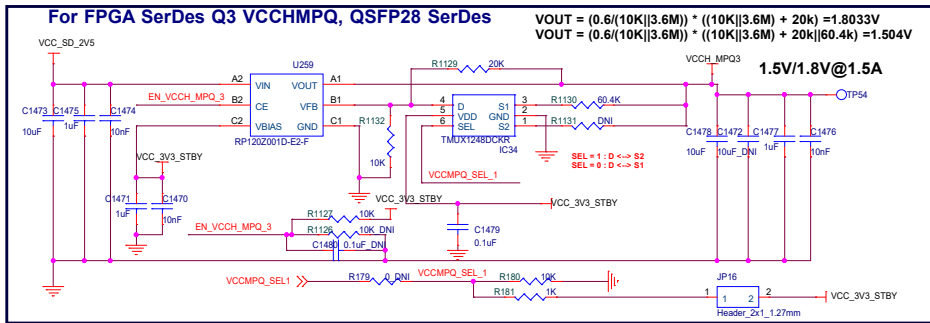 For FPGA SerDes Q3 VCCHMPQ, QSFP28 SerDes
VOUT = (0.6/(10K||3.6M)) * ((10K||3.6M) + 20k) =1.8033V
VOUT = (0.6/(10K||3.6M)) * ((10K||3.6M) + 20k||60.4k) =1.504V
VCC_SD_2V5
R1129 20K
VCCH_MPQ3
1.5V/1.8V@1.5A
U259
A2 VIN VOUT A1
TP54
EN_VCCH_MPQ_3
B2 CE VFB B1
C2 VBIAS GND C1
RP120Z001D-E2-F
C1473
10uF
C1475
1uF
C1474
10nF
R1132
10K
4 D S1 3
5 VDD GND 2
6 SEL S2 1
TMUX1248DCKR
IC34
R1130 60.4K
R1131 DNI
C1478
10uF
C1472
10uF_DNI
C1477
1uF
C1476
10nF
SEL = 1 : D <--> S2
SEL = 0 : D <--> S1
VCC_3V3_STBY
VCCMPQ_SEL_1
C1471
1uF
C1470
10nF
VCC_3V3_STBY
R1127 10K
VCC_3V3_STBY
EN_VCCH_MPQ_3
R1126 10K_DNI
C1480 0.1uF_DNI
C1479
0.1uF
VCCMPQ_SEL1
R179 0_DNI
VCCMPQ_SEL_1
R180 10K
R181 1K
JP16
1 1 2 2
VCC_3V3_STBY
Header_2x1_1.27mm